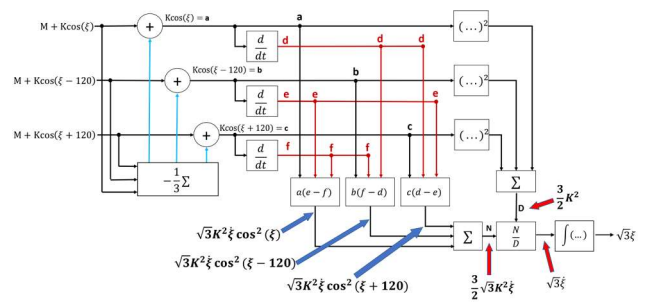 M + Kcos(ξ)
Kcos(ξ) = a
a
(...)²
d/dt
d d d
M + Kcos(ξ − 120)
Kcos(ξ − 120) = b
b
(...)²
d/dt
e e e
M + Kcos(ξ + 120)
Kcos(ξ + 120) = c
c
(...)²
d/dt
f f f
−1/3 Σ
a(e − f) b(f − d) c(d − e)
Σ
D
3/2 K²
√3K²ξ̇ cos² (ξ)
√3K²ξ̇ cos² (ξ − 120)
√3K²ξ̇ cos² (ξ + 120)
Σ
N
N/D
∫(...)
√3ξ
3/2 √3K²ξ̇
√3ξ̇